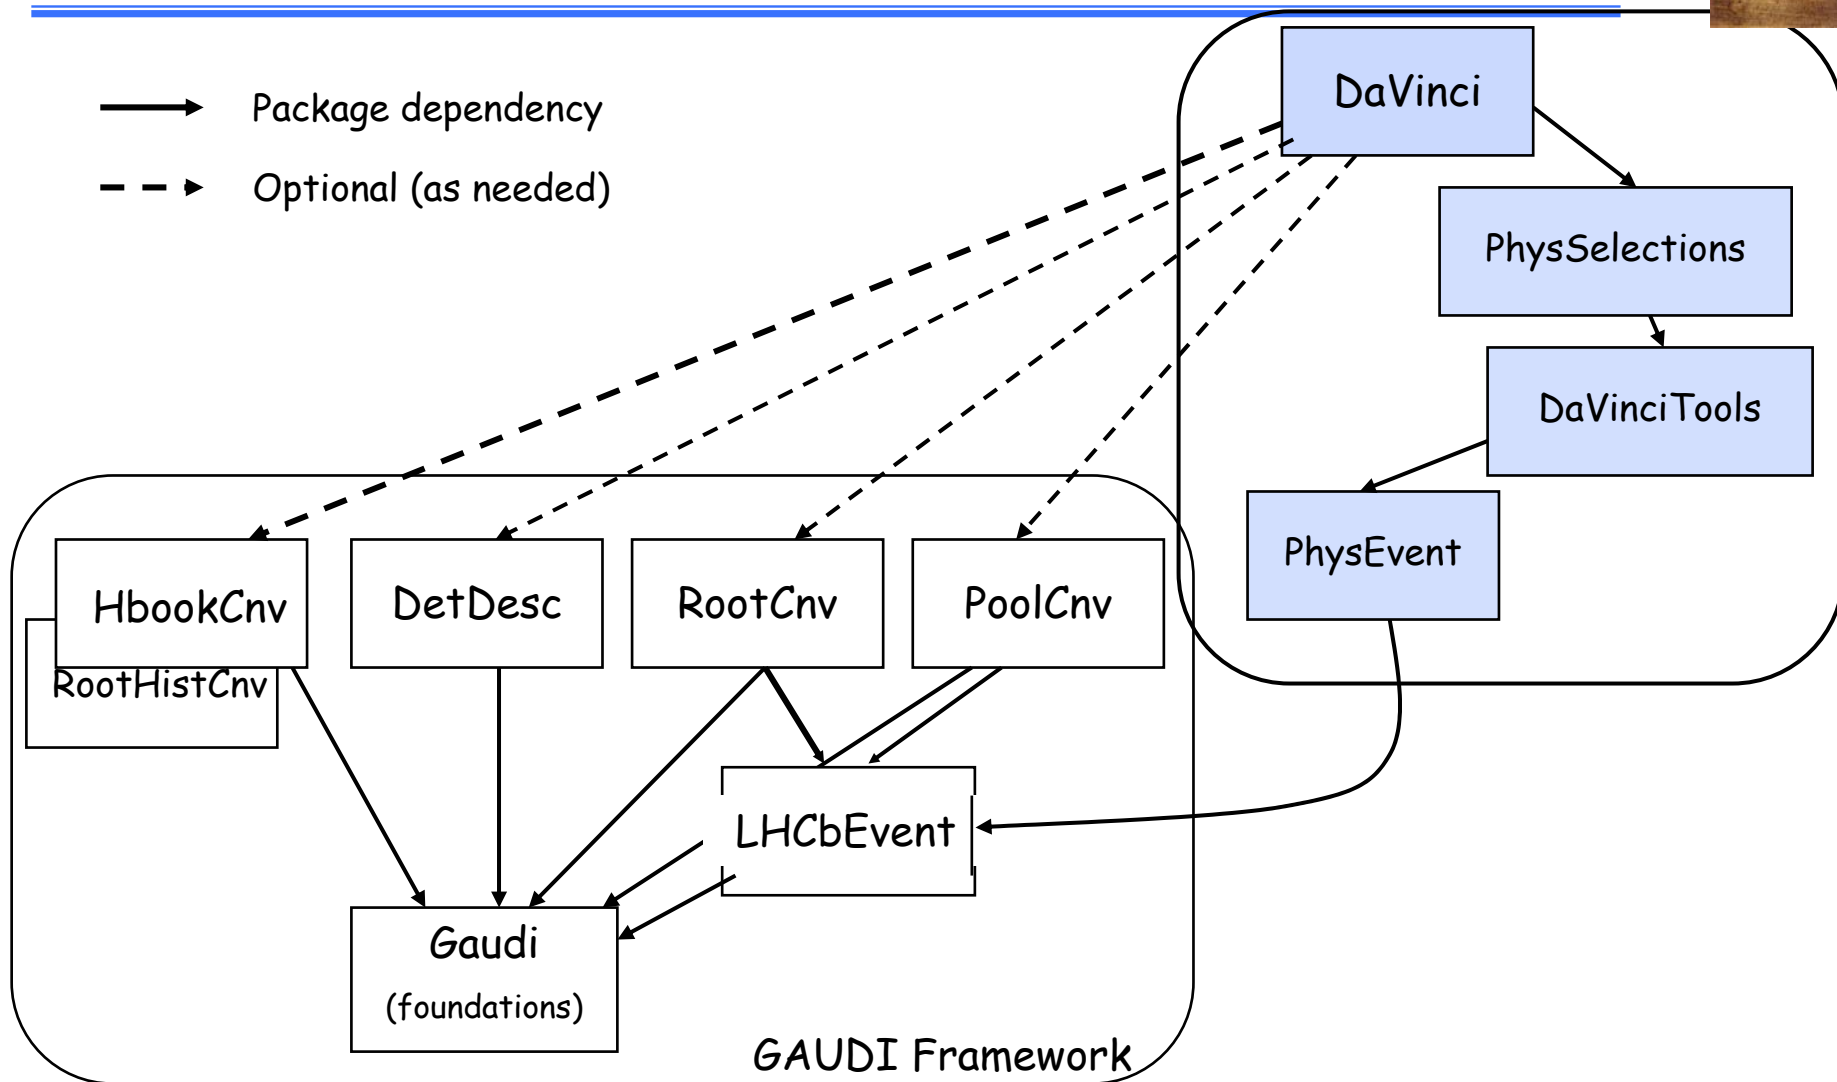 DaVinci
Package dependency
Optional (as needed)
PhysSelections
DaVinciTools
PhysEvent
HbookCnv
DetDesc
RootCnv
PoolCnv
RootHistCnv
LHCbEvent
Gaudi
(foundations)
GAUDI Framework